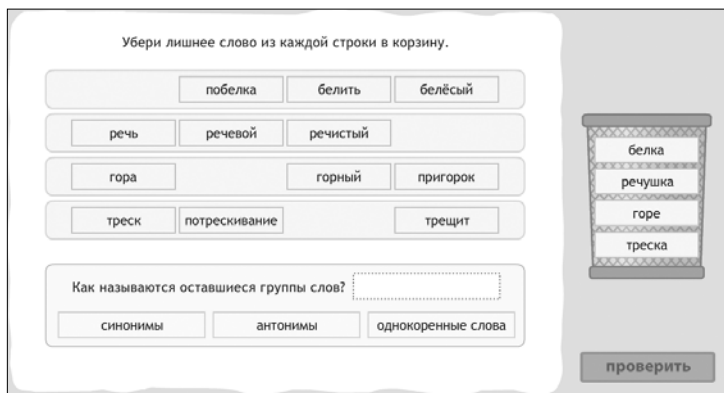 Убери лишнее слово из каждой строки в корзину.
побелка белить белёсый
речь речевой речистый
гора горный пригорок
треск потрескивание трещит
белка
речушка
горе
треска
Как называются оставшиеся группы слов?
синонимы антонимы однокоренные слова
проверить